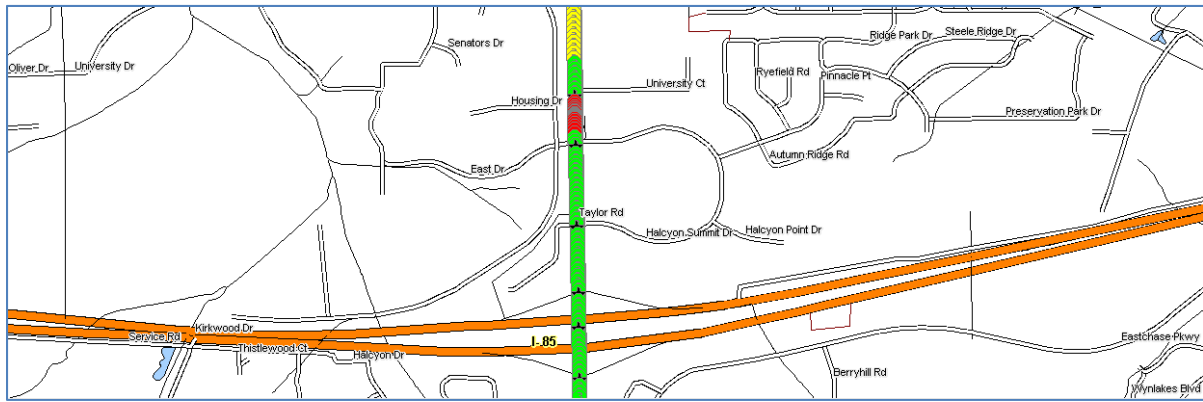 Steele Ridge Dr
Ridge Park Dr
Senators Dr
Oliver Dr
University Dr
Ryefield Rd
Pinnacle Pt
University Ct
Housing Dr
Preservation Park Dr
Autumn Ridge Rd
East Dr
Taylor Rd
Halcyon Summit Dr
Halcyon Point Dr
Kirkwood Dr
Service Rd
Thistlewood Ct
I- 85
Halcyon Dr
Eastchase Pkwy
Berryhill Rd
Wynlakes Blvd